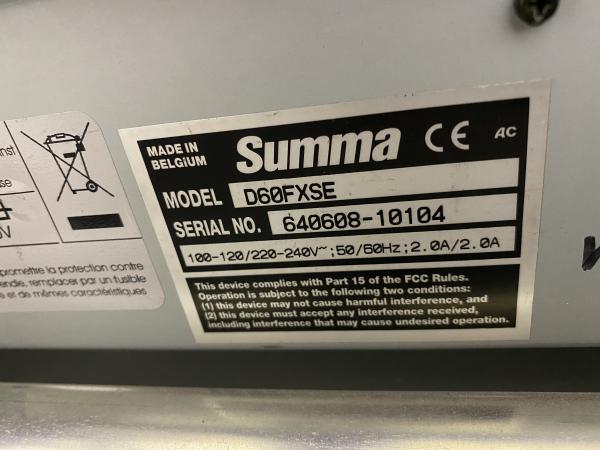 MADE IN
BELGIUM
Summa CE AC
MODEL D60FXSE
SERIAL NO. 640608-10104
100-120/220-240V~;50/60Hz;2.0A/2.0A
This device complies with Part 15 of the FCC Rules.
Operation is subject to the following two conditions:
(1) this device may not cause harmful interference, and
(2) this device must accept any interference received,
including interference that may cause undesired operation.
promettre la protection contre
remplacer par un fusible
e et de mêmes caractéristiques